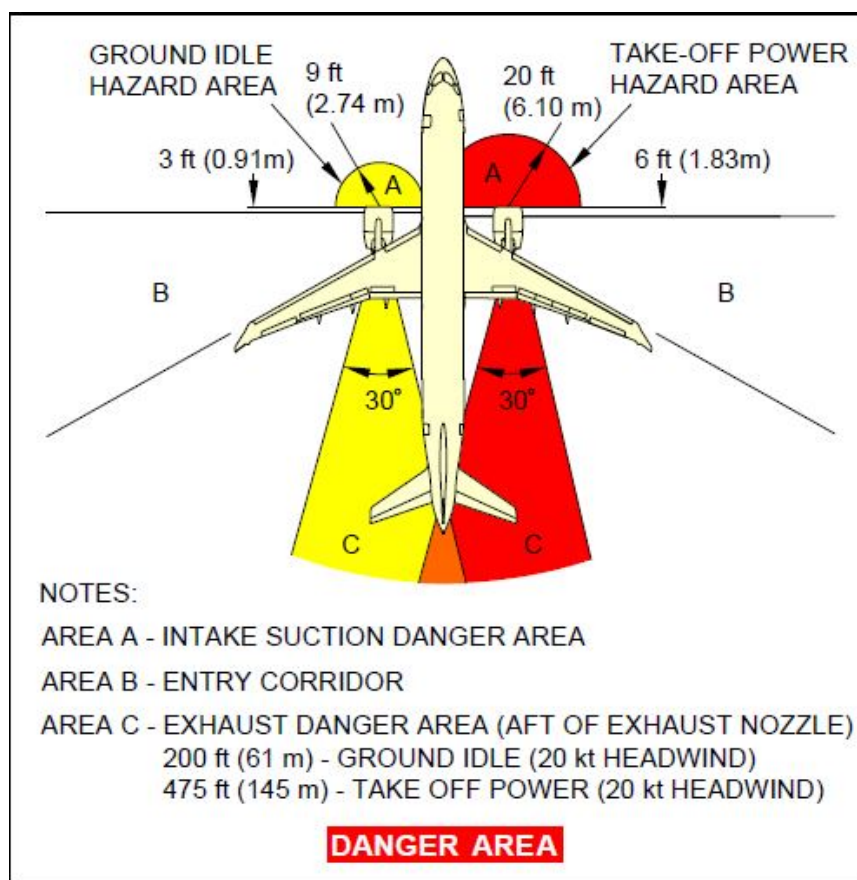 GROUND IDLE
HAZARD AREA
9 ft
(2.74 m)
20 ft
(6.10 m)
TAKE-OFF POWER
HAZARD AREA
3 ft (0.91m)
A
A
6 ft (1.83m)
B
B
30°
30°
C
C
NOTES:
AREA A - INTAKE SUCTION DANGER AREA
AREA B - ENTRY CORRIDOR
AREA C - EXHAUST DANGER AREA (AFT OF EXHAUST NOZZLE)
200 ft (61 m) - GROUND IDLE (20 kt HEADWIND)
475 ft (145 m) - TAKE OFF POWER (20 kt HEADWIND)
DANGER AREA